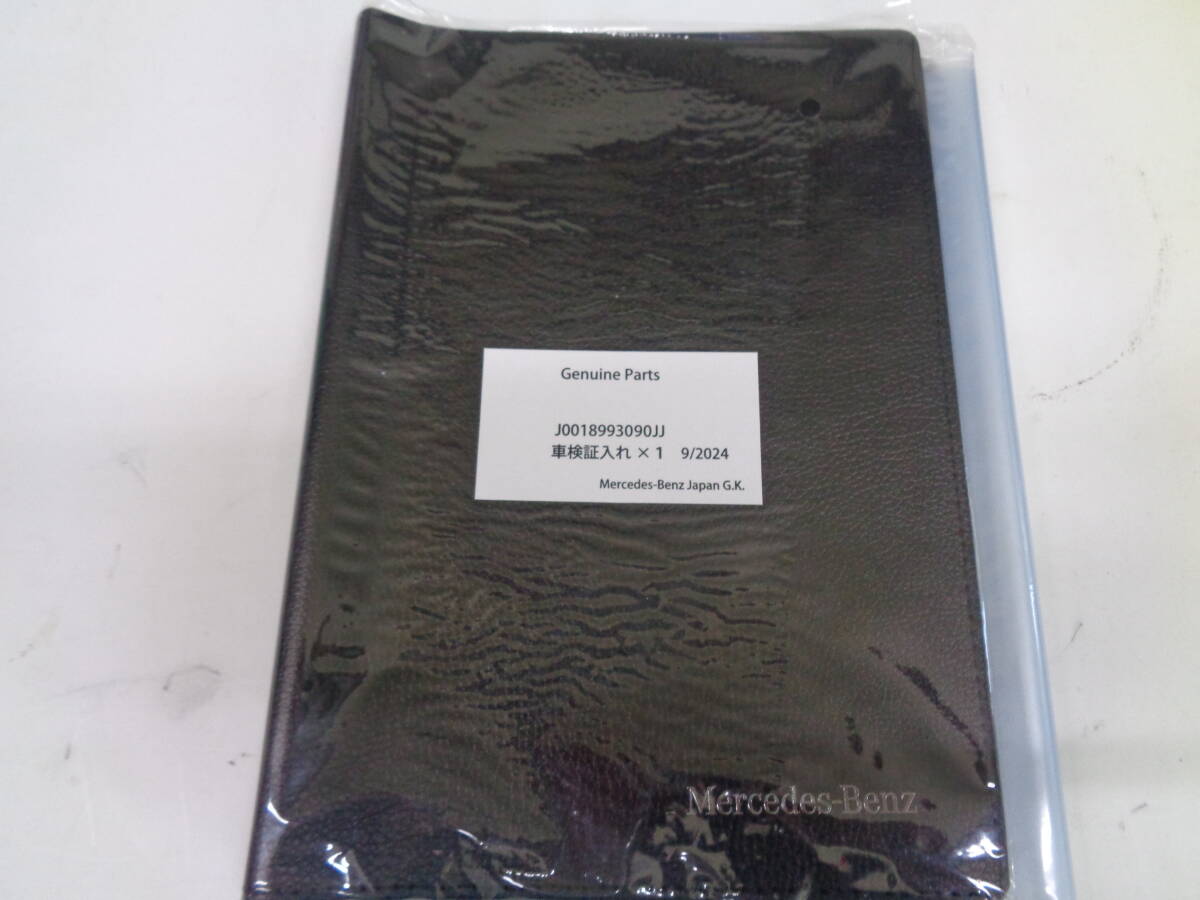 Genuine Parts
J0018993090JJ
車検証入れ × 1 9/2024
Mercedes-Benz Japan G.K.
Mercedes-Benz